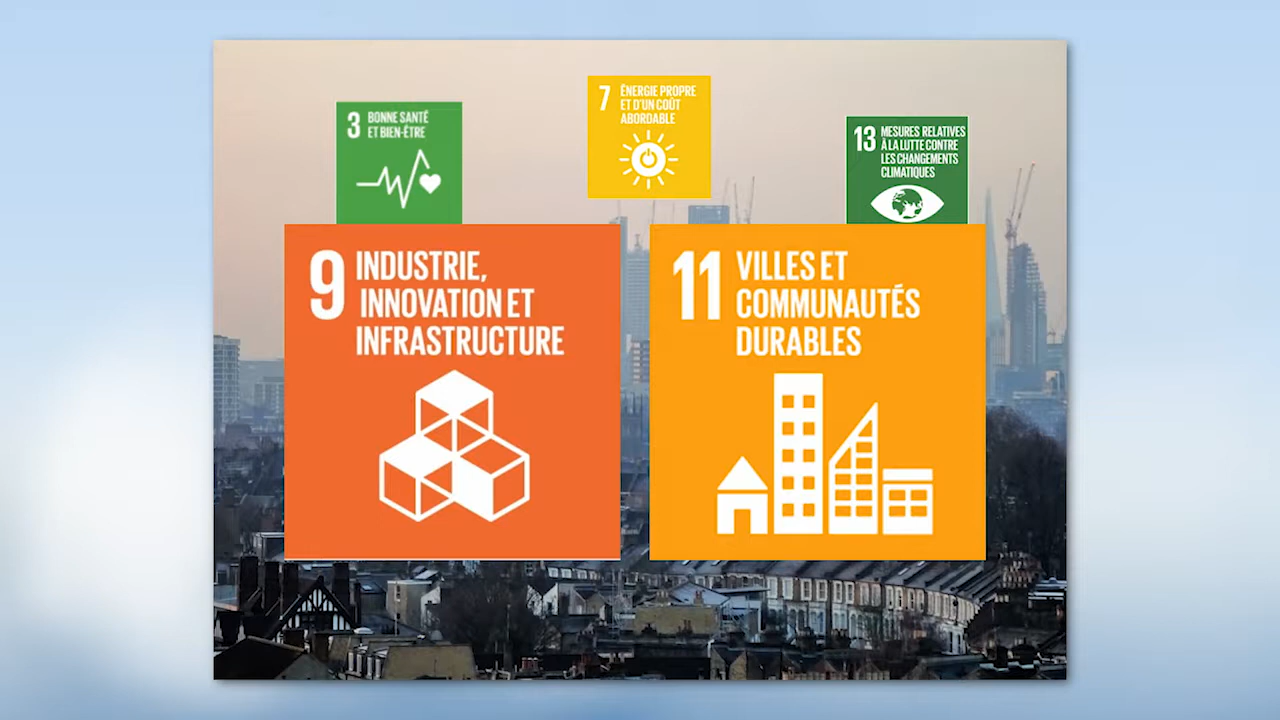 3 BONNE SANTÉ
ET BIEN-ÊTRE
7 ÉNERGIE PROPRE
ET D'UN COÛT
ABORDABLE
13 MESURES RELATIVES
À LA LUTTE CONTRE
LES CHANGEMENTS
CLIMATIQUES
9 INDUSTRIE,
INNOVATION ET
INFRASTRUCTURE
11 VILLES ET
COMMUNAUTÉS
DURABLES